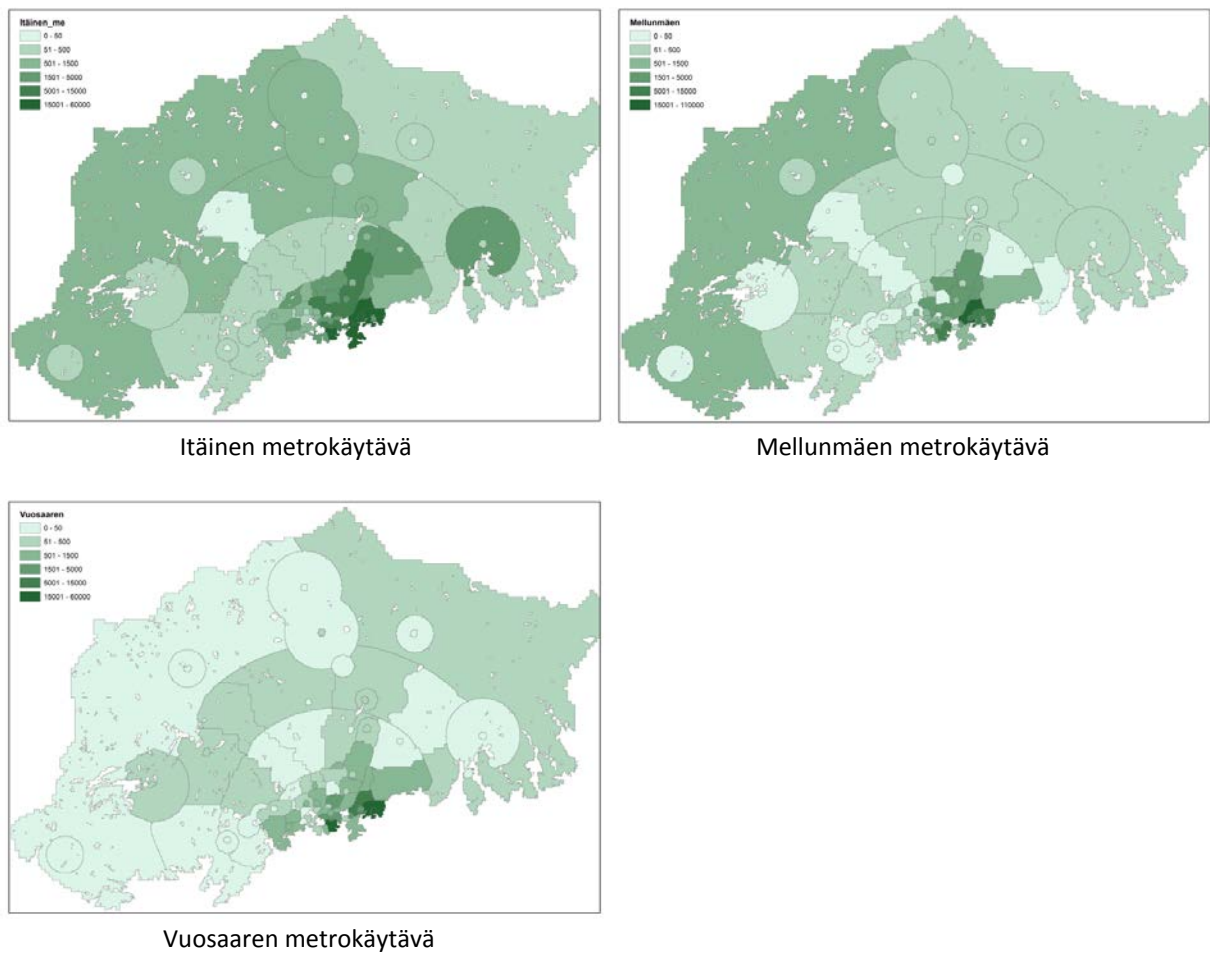 Itäinen_me
0 - 50
51 - 500
501 - 1500
1501 - 5000
5001 - 15000
15001 - 60000
Mellunmäen
0 - 50
51 - 500
501 - 1500
1501 - 5000
5001 - 15000
15001 - 110000
Itäinen metrokäytävä
Mellunmäen metrokäytävä
Vuosaaren
0 - 50
51 - 500
501 - 1500
1501 - 5000
5001 - 15000
15001 - 60000
Vuosaaren metrokäytävä